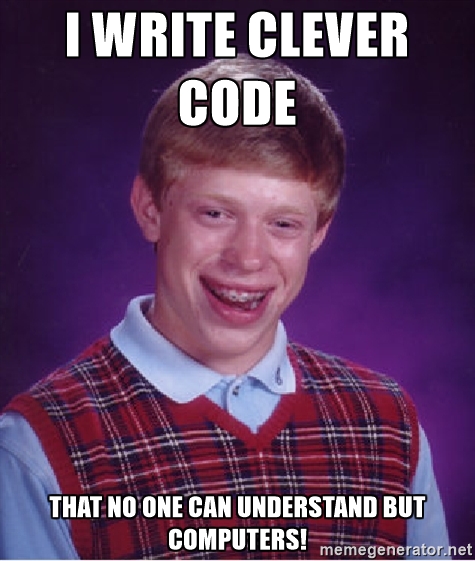 I WRITE CLEVER
CODE
THAT NO ONE CAN UNDERSTAND BUT
COMPUTERS!
memegenerator.net